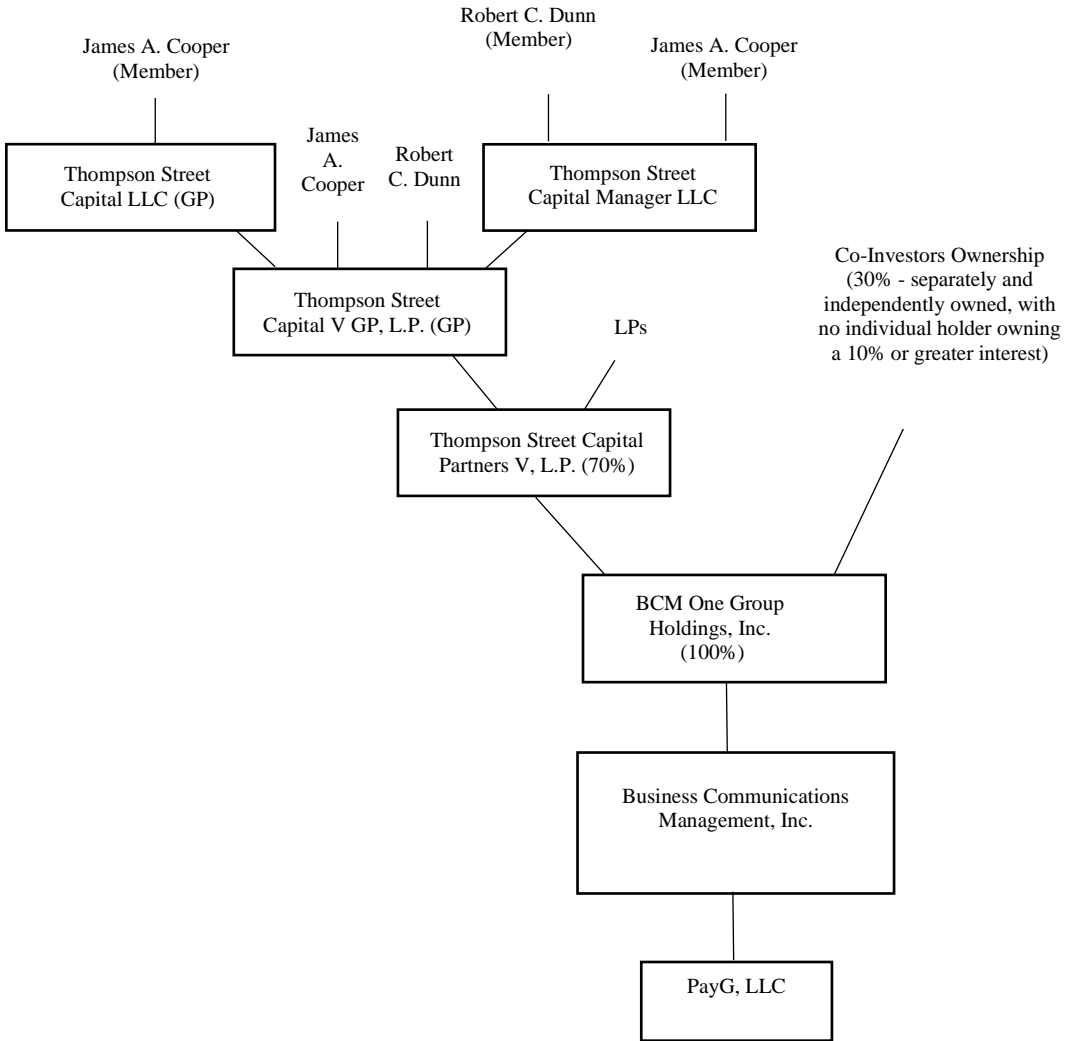 Robert C. Dunn
(Member)
James A. Cooper
(Member)
James A. Cooper
(Member)
James
A.
Cooper
Robert
C. Dunn
Thompson Street
Capital LLC (GP)
Thompson Street
Capital Manager LLC
Co-Investors Ownership
(30% - separately and
independently owned, with
no individual holder owning
a 10% or greater interest)
Thompson Street
Capital V GP, L.P. (GP)
LPs
Thompson Street Capital
Partners V, L.P. (70%)
BCM One Group
Holdings, Inc.
(100%)
Business Communications
Management, Inc.
PayG, LLC